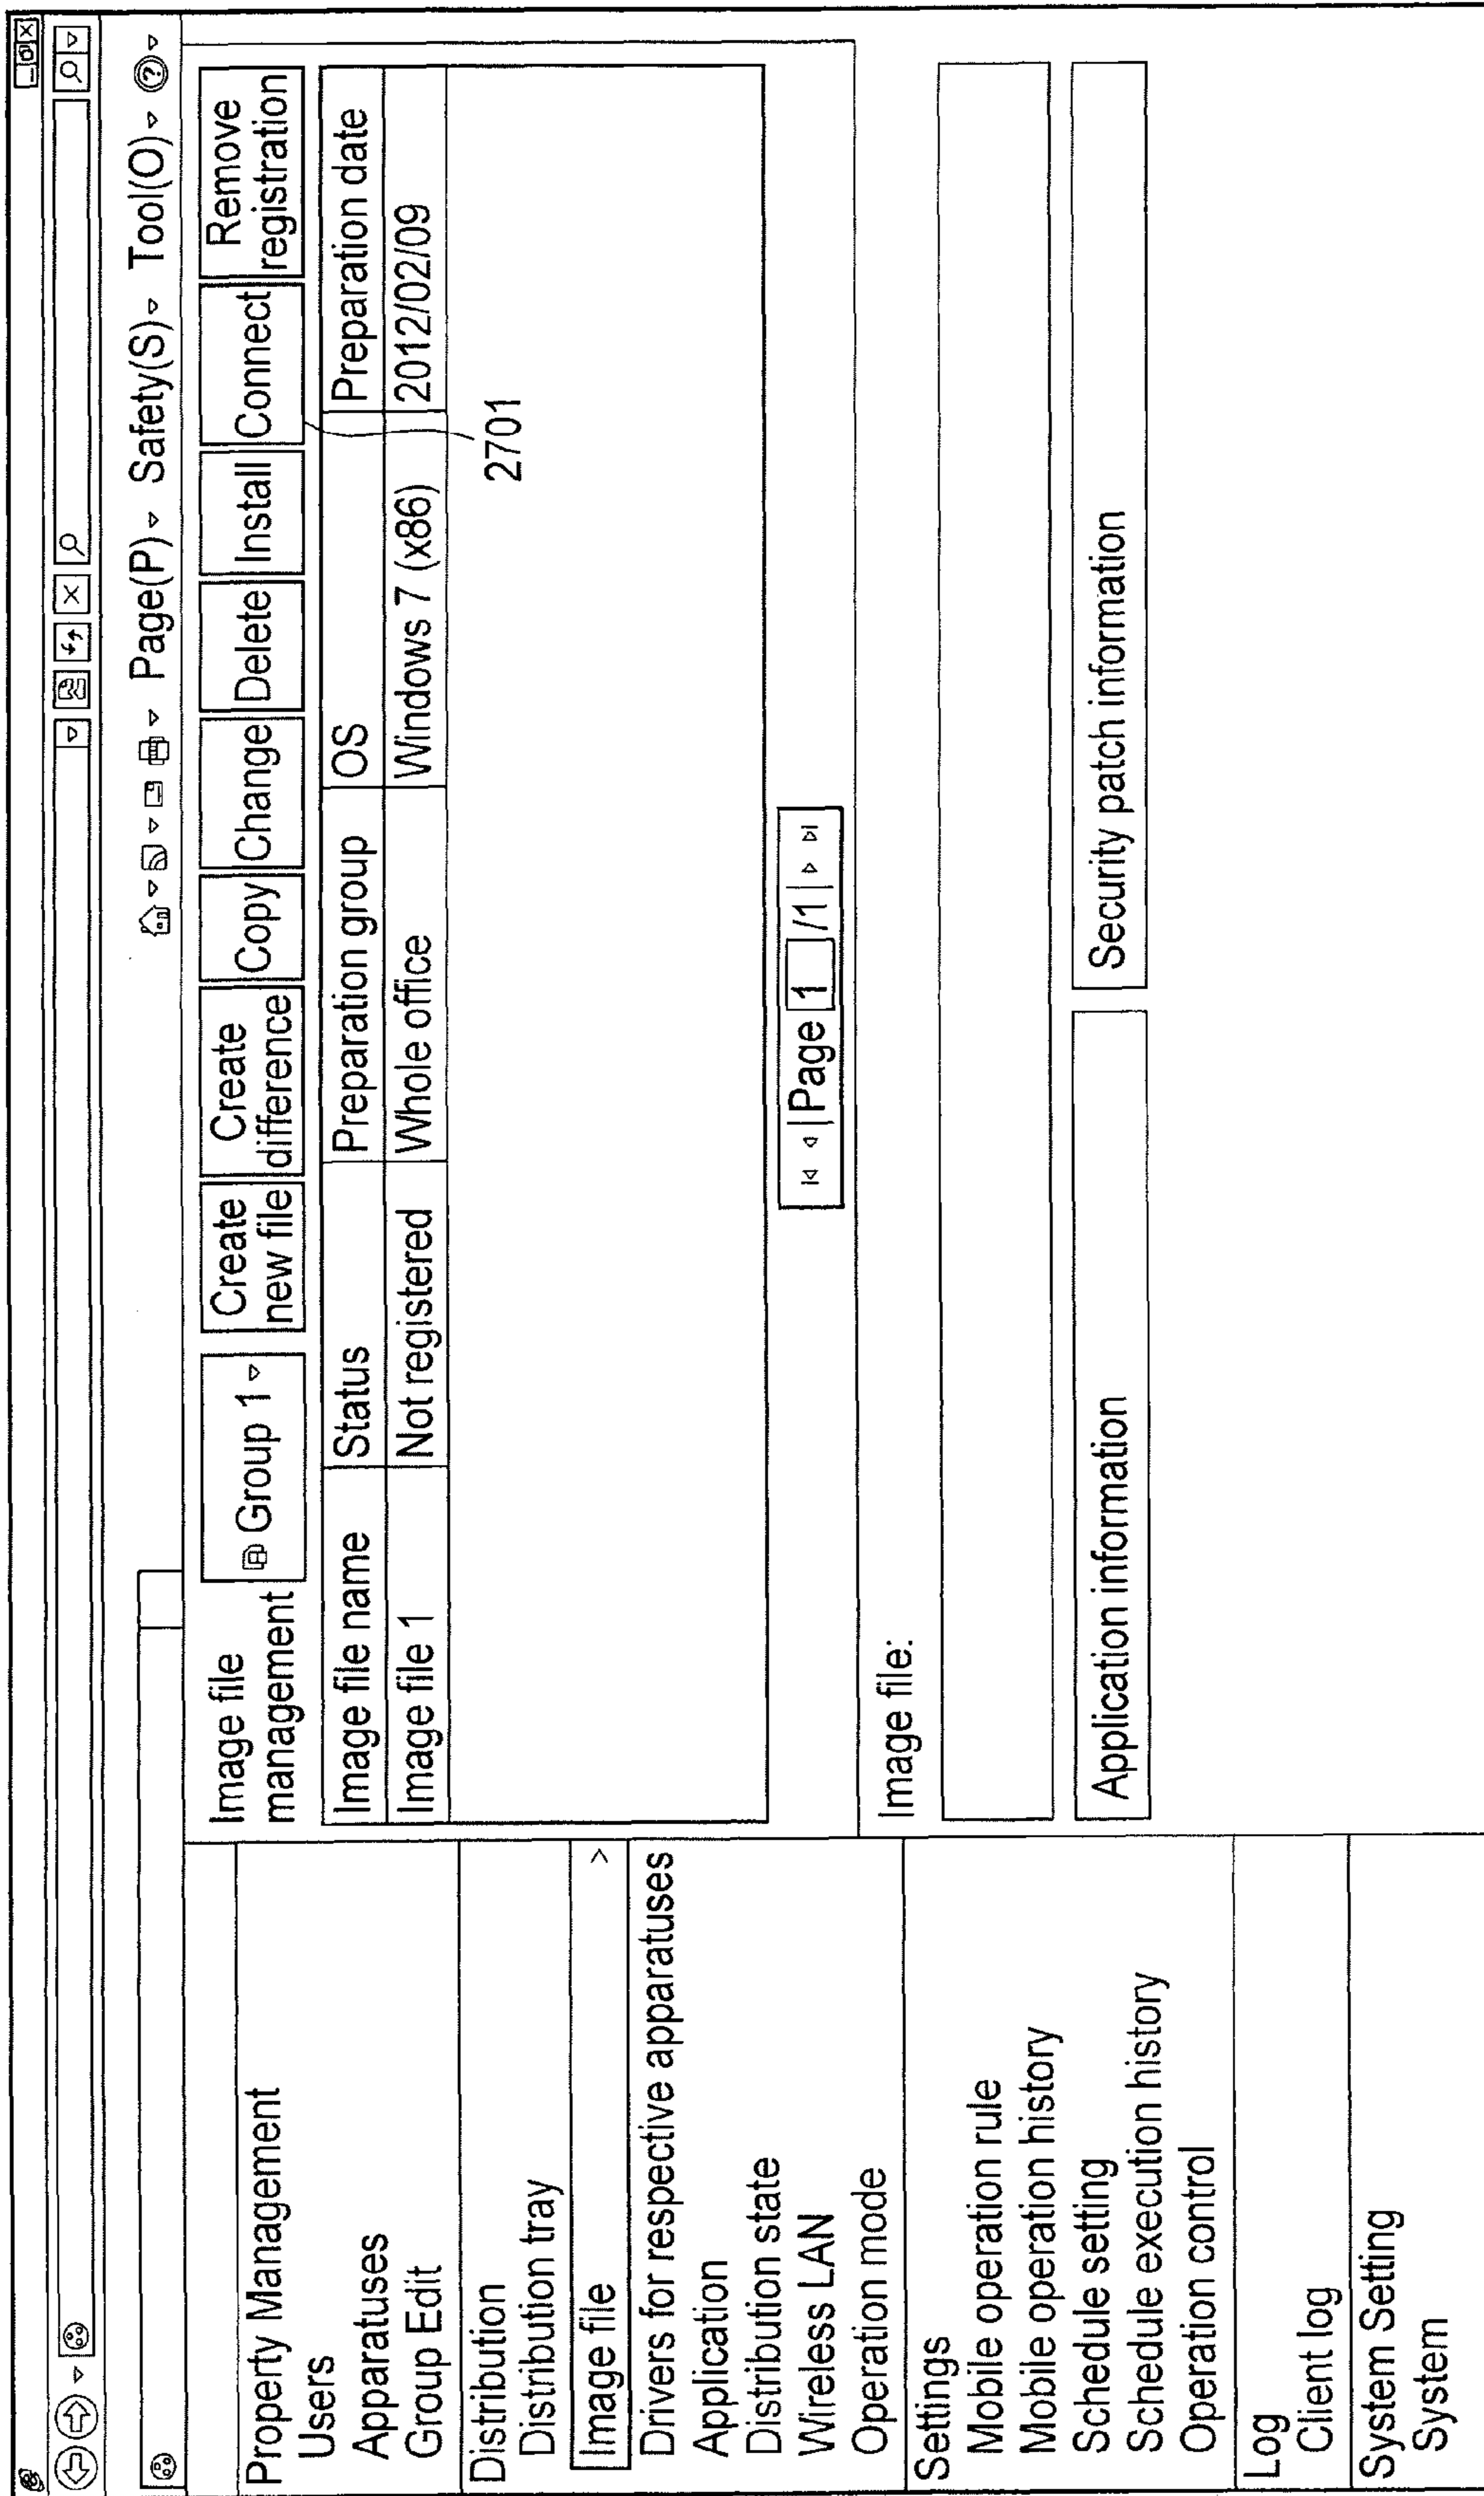 Page(P) Safety(S) Tool(O)
Property Management
Users
Apparatuses
Group Edit
Distribution
Distribution tray
Image file >
Drivers for respective apparatuses
Application
Distribution state
Wireless LAN
Operation mode
Settings
Mobile operation rule
Mobile operation history
Schedule setting
Schedule execution history
Operation control
Log
Client log
System Setting
System
Image file
management
Group 1
Create
new file
Create
difference
Copy
Change
Delete
Install
Connect
Remove
registration
Image file name Status Preparation group OS Preparation date
Image file 1 Not registered Whole office Windows 7 (x86) 2012/02/09
2701
Page 1 /1
Image file:
Application information
Security patch information